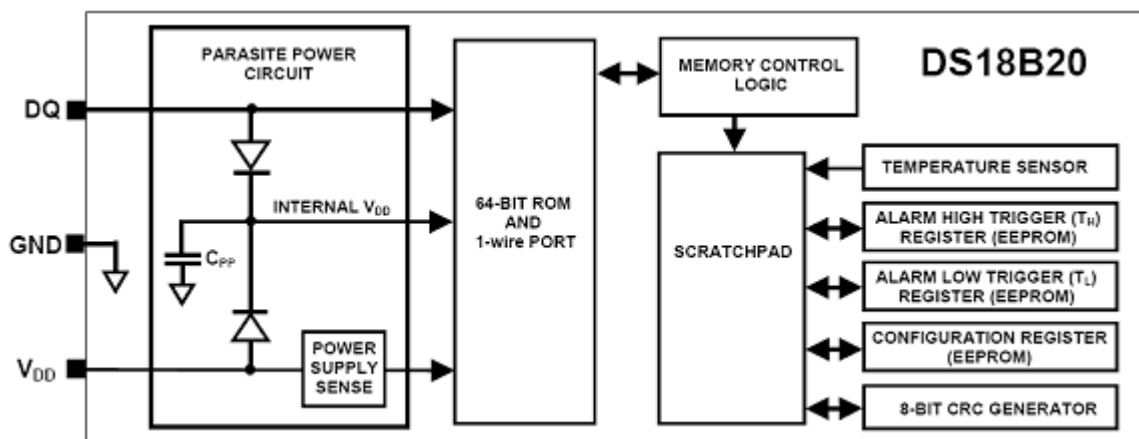 PARASITE POWER
CIRCUIT
DQ
INTERNAL VDD
GND
CPP
VDD
POWER
SUPPLY
SENSE
64-BIT ROM
AND
1-wire PORT
MEMORY CONTROL
LOGIC
DS18B20
SCRATCHPAD
TEMPERATURE SENSOR
ALARM HIGH TRIGGER (TH)
REGISTER (EEPROM)
ALARM LOW TRIGGER (TL)
REGISTER (EEPROM)
CONFIGURATION REGISTER
(EEPROM)
8-BIT CRC GENERATOR